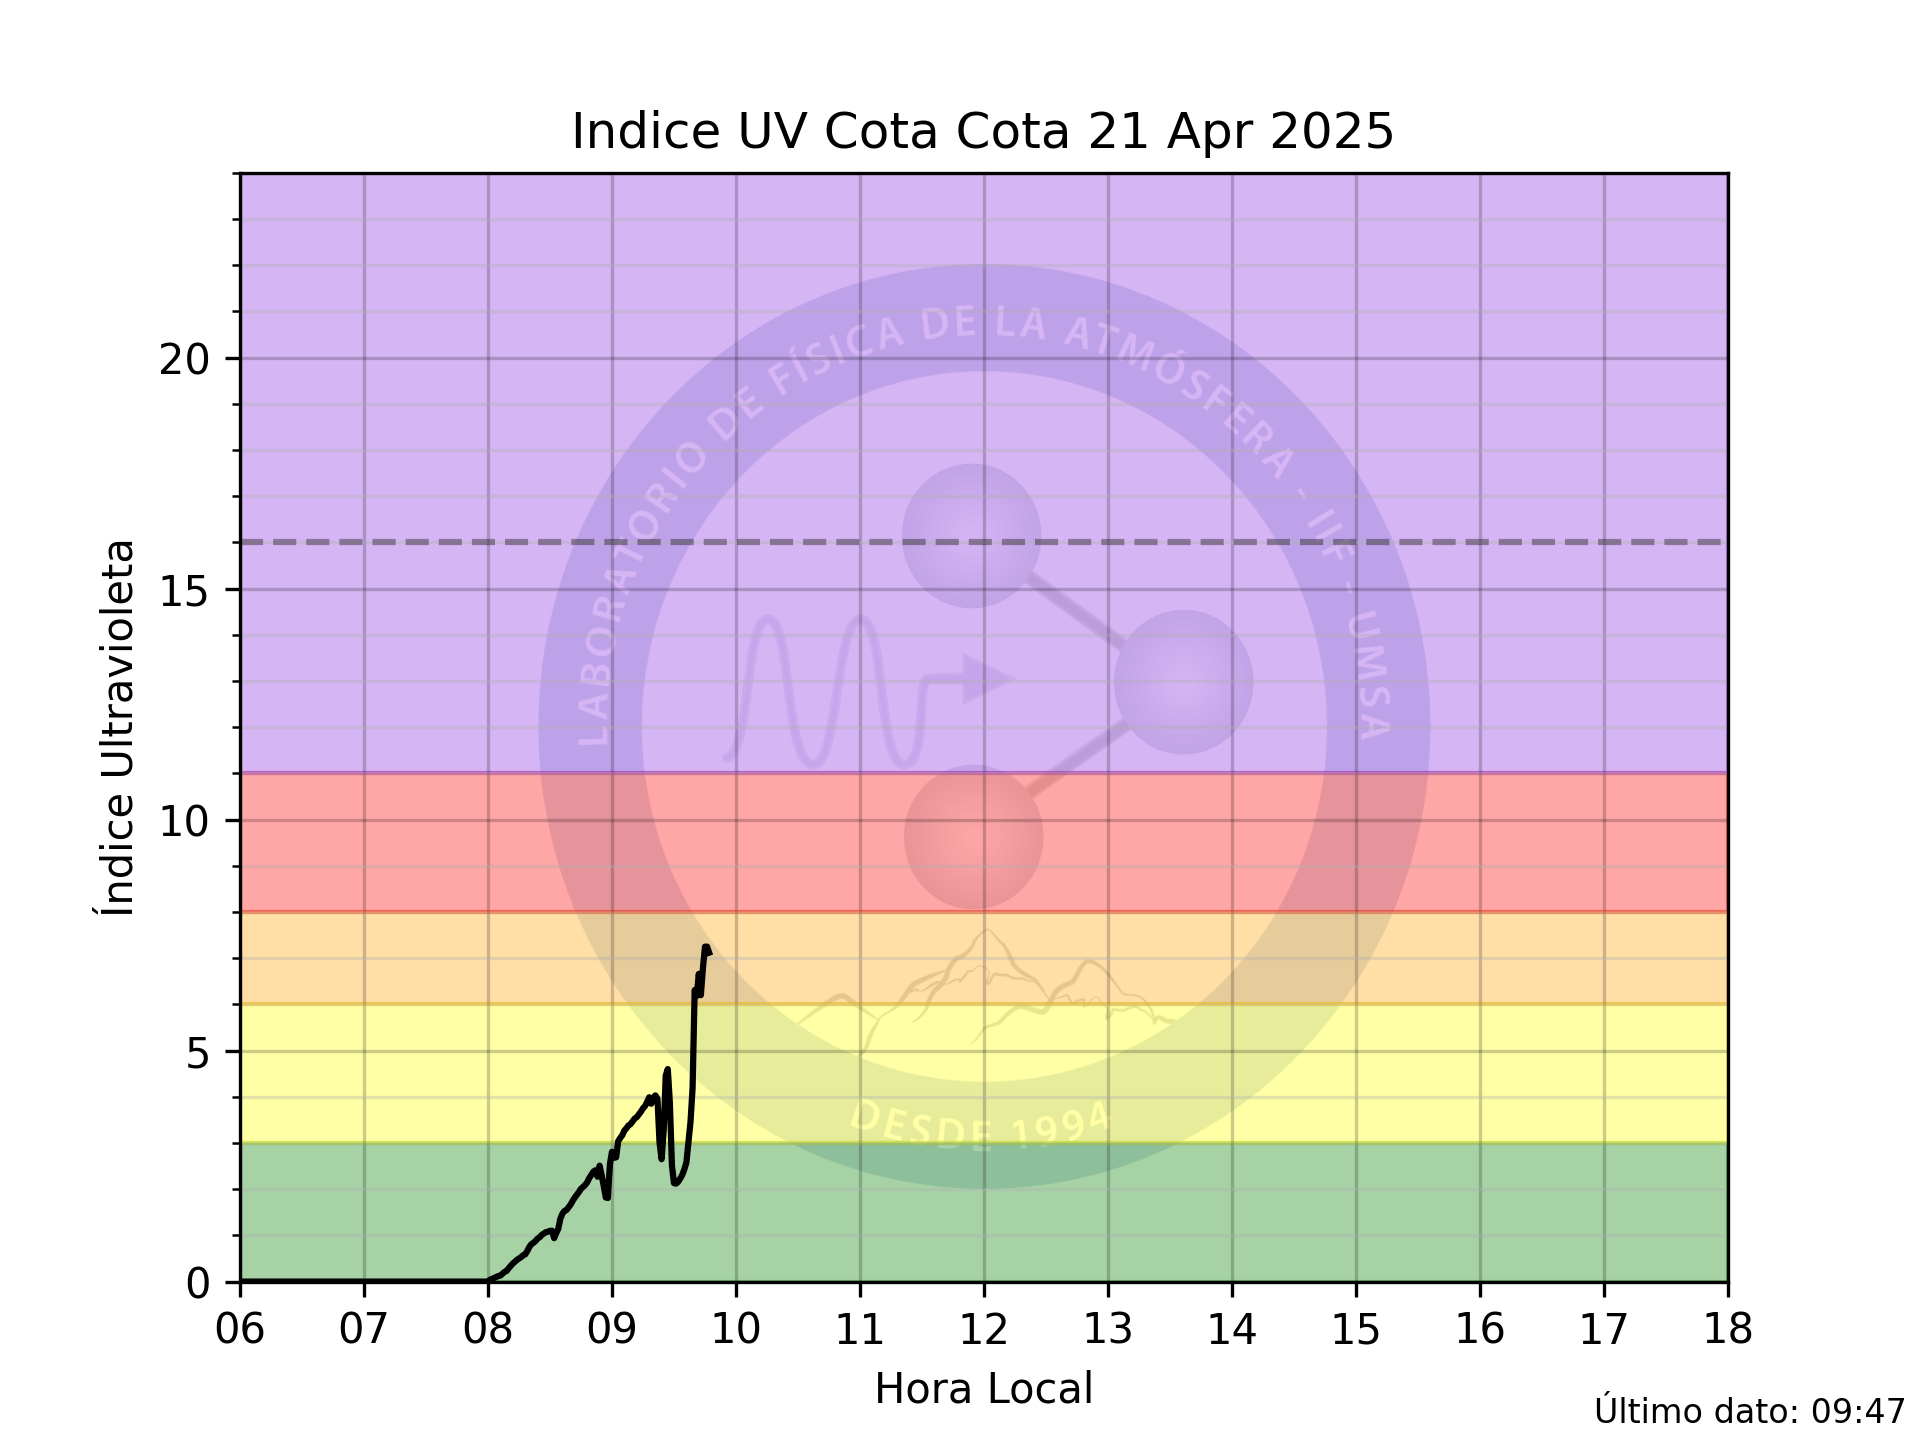 Indice UV Cota Cota 21 Apr 2025
LABORATORIO DE FÍSICA DE LA ATMÓSFERA - IIF - UMSA
DESDE 1994
Índice Ultravioleta
20
15
10
5
0
06 07 08 09 10 11 12 13 14 15 16 17 18
Hora Local
Último dato: 09:47